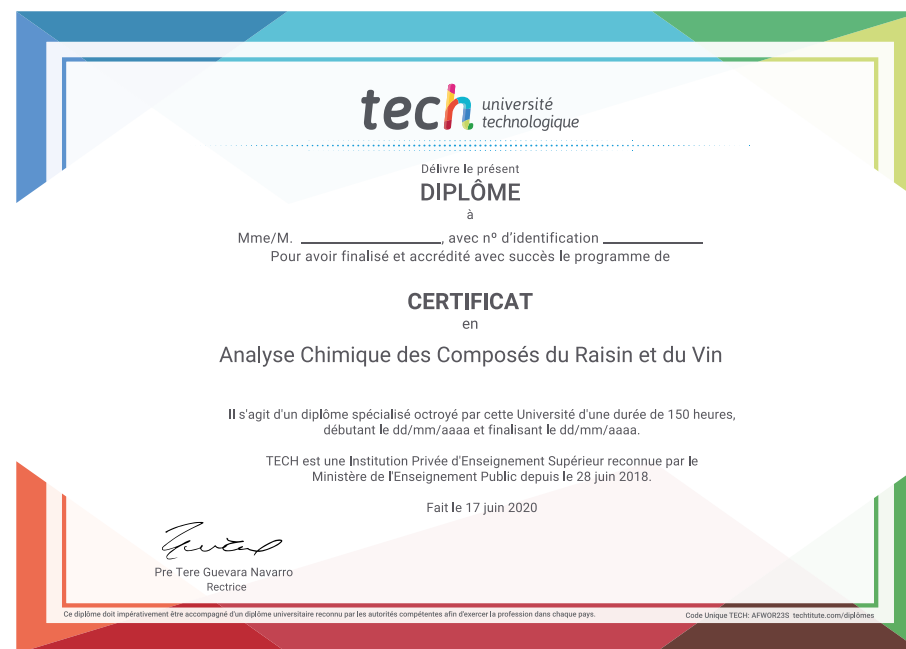 tech université
technologique
Délivre le présent
DIPLÔME
à
Mme/M. ____________________, avec nº d'identification ______________
Pour avoir finalisé et accrédité avec succès le programme de
CERTIFICAT
en
Analyse Chimique des Composés du Raisin et du Vin
Il s'agit d'un diplôme spécialisé octroyé par cette Université d'une durée de 150 heures,
débutant le dd/mm/aaaa et finalisant le dd/mm/aaaa.
TECH est une Institution Privée d'Enseignement Supérieur reconnue par le
Ministère de l'Enseignement Public depuis le 28 juin 2018.
Fait le 17 juin 2020
Pre Tere Guevara Navarro
Rectrice
Ce diplôme doit impérativement être accompagné d'un diplôme universitaire reconnu par les autorités compétentes afin d'exercer la profession dans chaque pays.
Code Unique TECH: AFWOR23S techtitute.com/diplômes